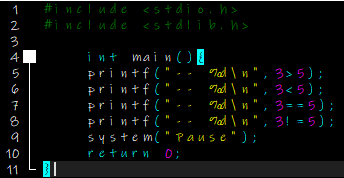 1 #include <stdio.h>
2 #include <stdlib.h>
3
4 int main(){
5 printf("-- %d\n", 3>5);
6 printf("-- %d\n", 3<5);
7 printf("-- %d\n", 3==5);
8 printf("-- %d\n", 3!=5);
9 system("pause");
10 return 0;
11 }